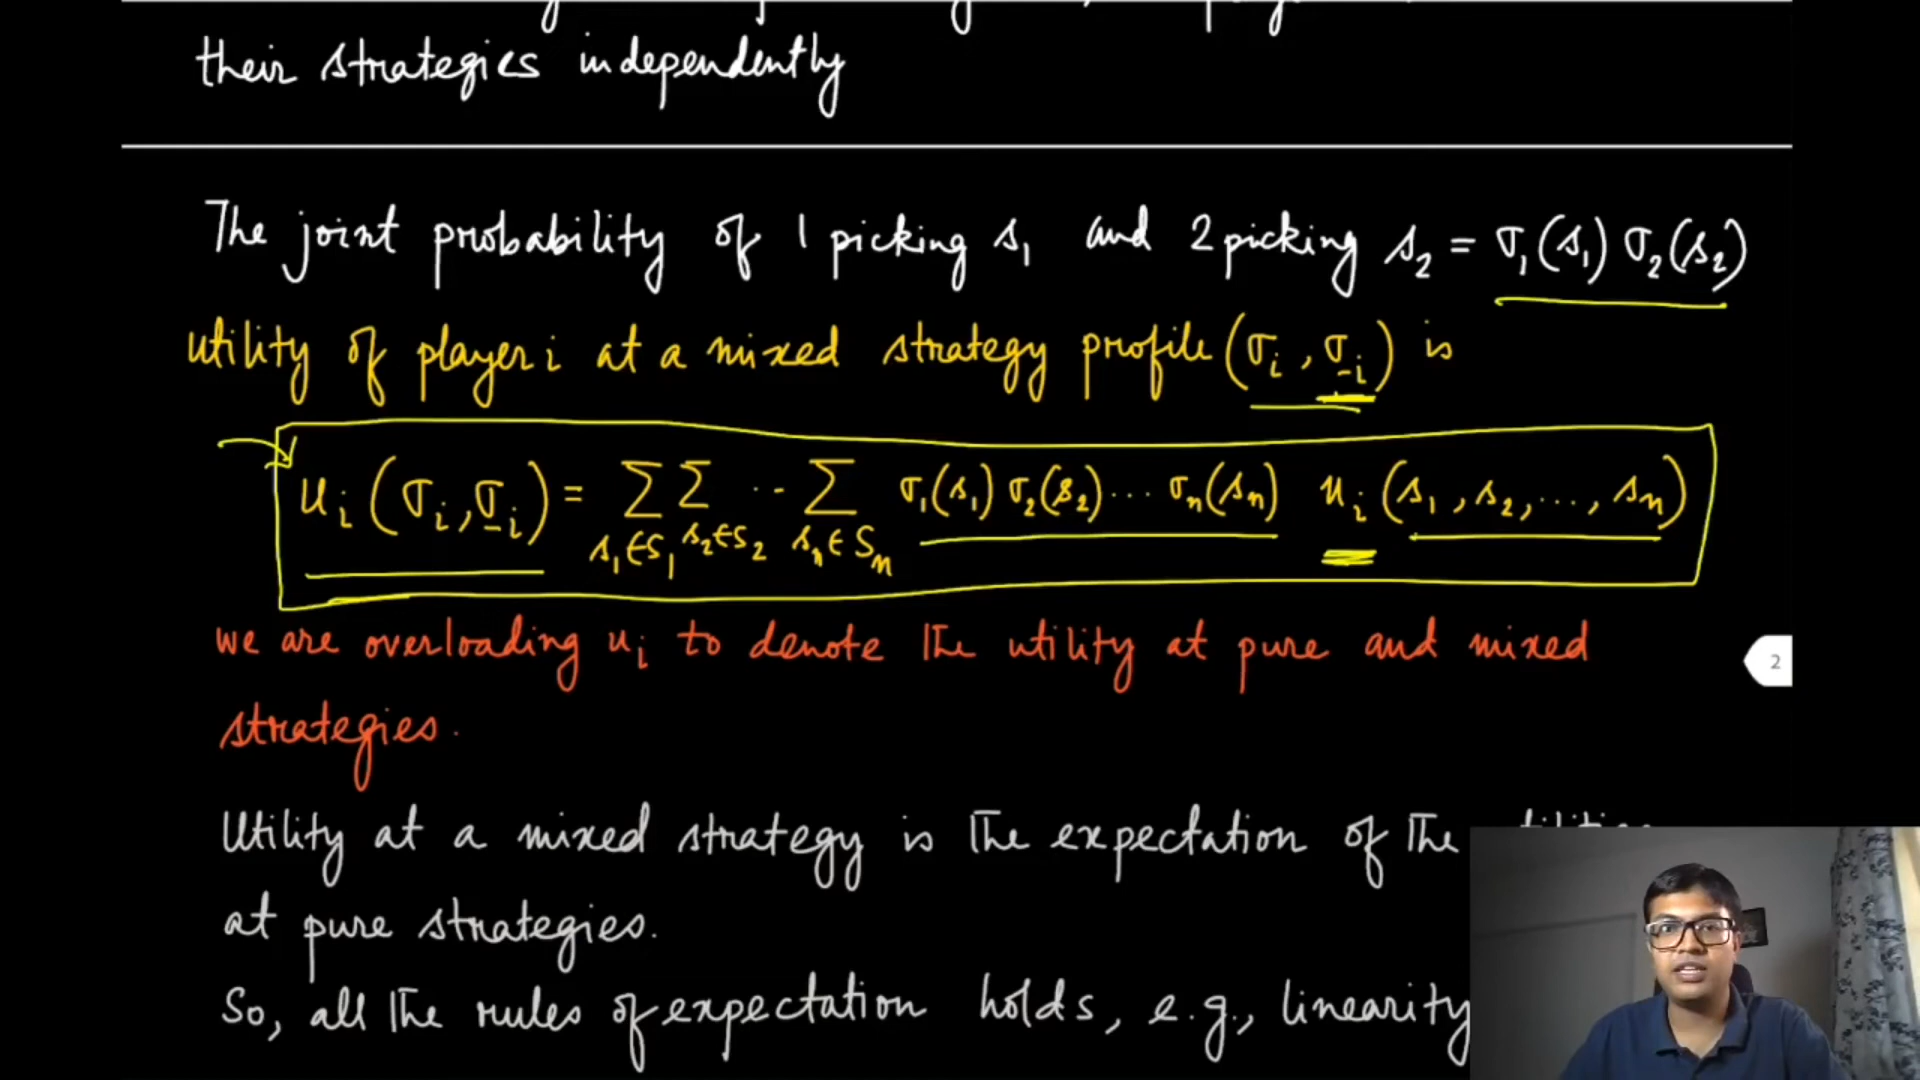 their strategies independently
The joint probability of 1 picking s₁ and 2 picking s₂ = σ₁(s₁) σ₂(s₂)
utility of player i at a mixed strategy profile (σᵢ, σ₋ᵢ) is
uᵢ(σᵢ, σ₋ᵢ) = Σ_{s₁∈S₁} Σ_{s₂∈S₂} ... Σ_{sₙ∈Sₙ} σ₁(s₁) σ₂(s₂) ... σₙ(sₙ) uᵢ(s₁, s₂, ..., sₙ)
we are overloading uᵢ to denote the utility at pure and mixed
2
strategies.
Utility at a mixed strategy is the expectation of the
at pure strategies.
So, all the rules of expectation holds, e.g., linearity